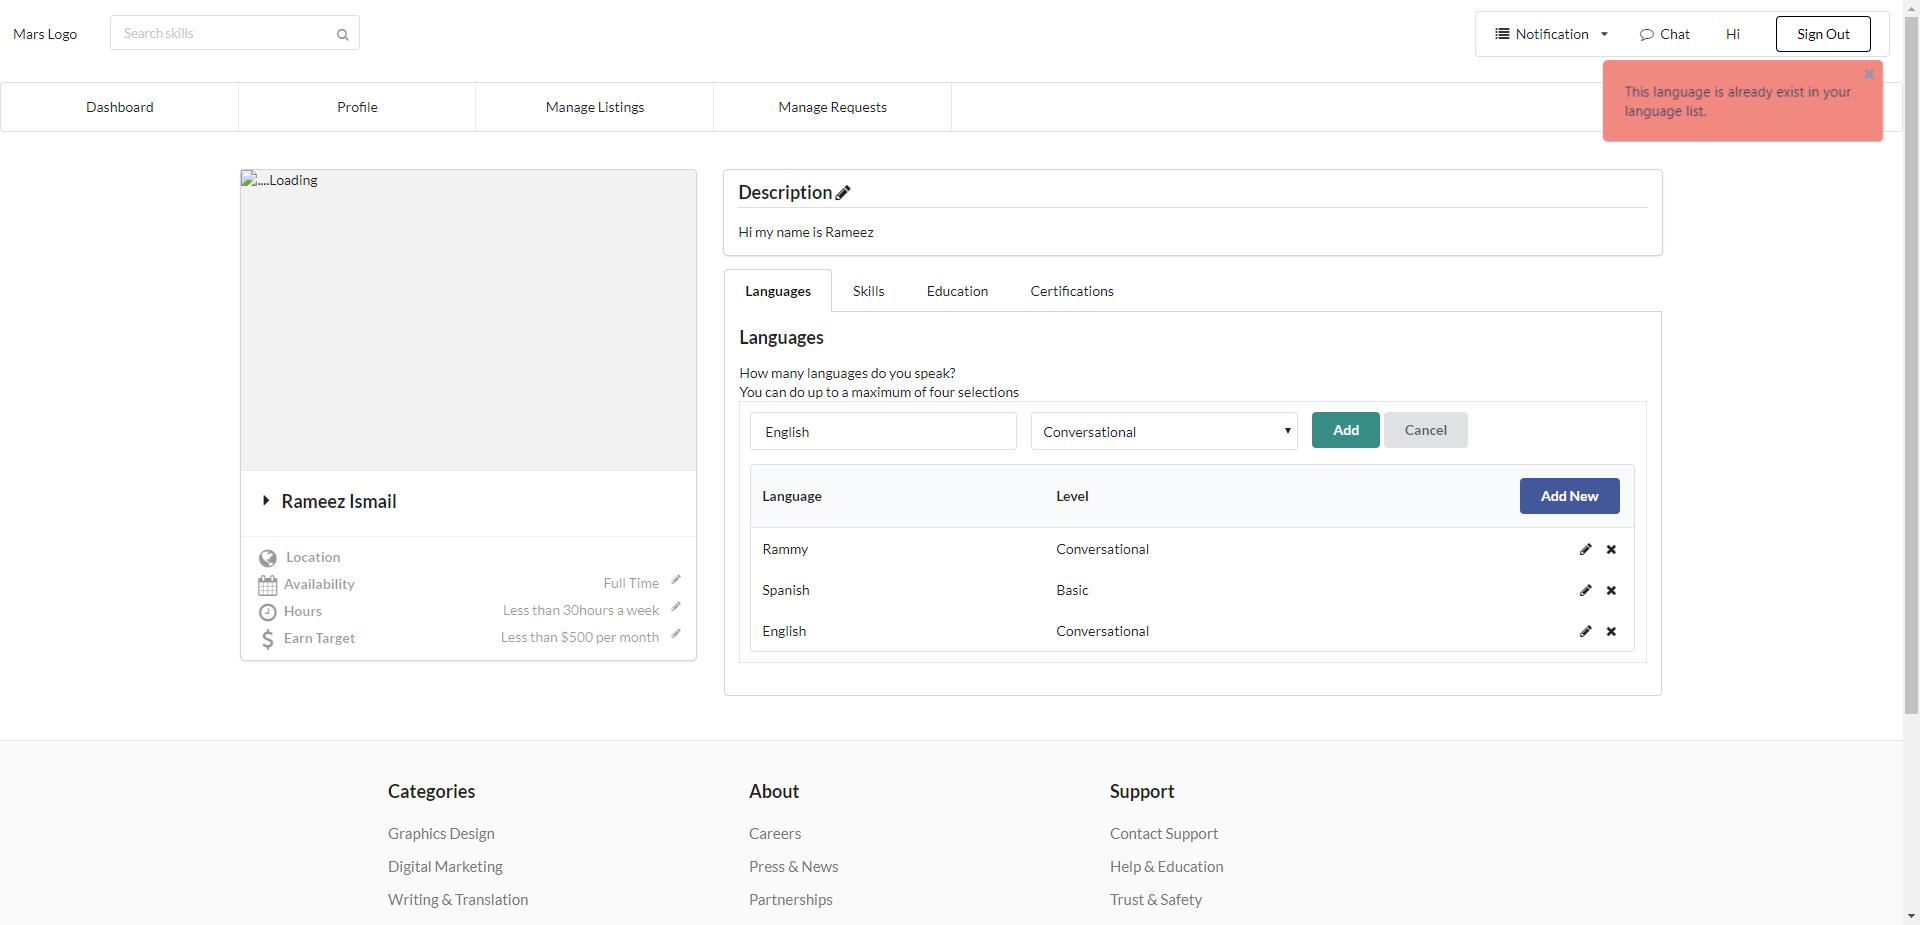 Mars Logo
Search skills
Notification
Chat
Hi
Sign Out
This language is already exist in your
language list.
Dashboard
Profile
Manage Listings
Manage Requests
....Loading
Rameez Ismail
Location
Availability
Full Time
Hours
Less than 30hours a week
Earn Target
Less than $500 per month
Description
Hi my name is Rameez
Languages
Skills
Education
Certifications
Languages
How many languages do you speak?
You can do up to a maximum of four selections
English
Conversational
Add
Cancel
Language
Level
Add New
Rammy
Conversational
Spanish
Basic
English
Conversational
Categories
Graphics Design
Digital Marketing
Writing & Translation
About
Careers
Press & News
Partnerships
Support
Contact Support
Help & Education
Trust & Safety